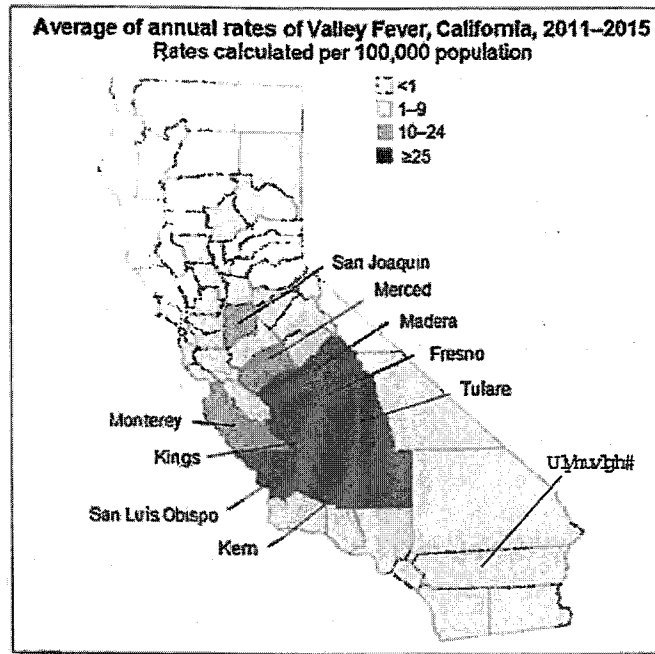 Average of annual rates of Valley Fever, California, 2011–2015
Rates calculated per 100,000 population
<1
1–9
10–24
≥25
San Joaquin
Merced
Madera
Fresno
Tulare
Monterey
Kings
San Luis Obispo
Kern